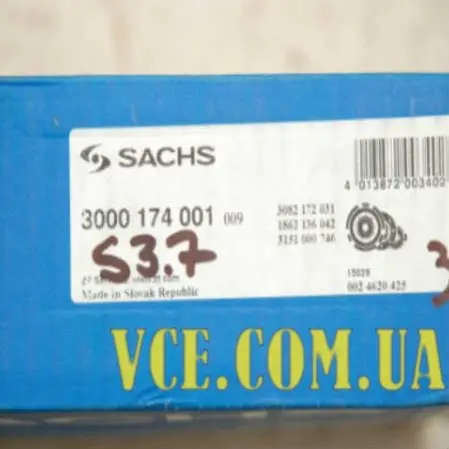 SACHS
4 013872 003402
3000 174 001 009
3082 172 031
1862 136 042
3151 000 746
S3.7
15029
002 4620 425
Made in Slovak Republic
VCE.COM.UA